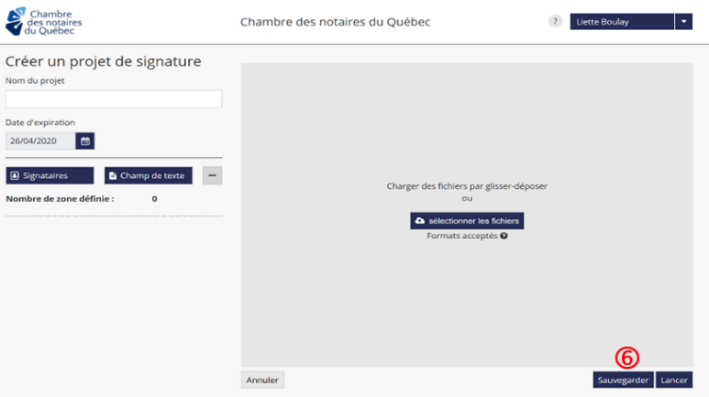 Chambre
des notaires
du Québec
Chambre des notaires du Québec
?
Liette Boulay
Créer un projet de signature
Nom du projet
Date d'expiration
26/04/2020
Signataires
Champ de texte
...
Nombre de zone définie : 0
Charger des fichiers par glisser-déposer
ou
sélectionner les fichiers
Formats acceptés ?
⑥
Annuler
Sauvegarder
Lancer